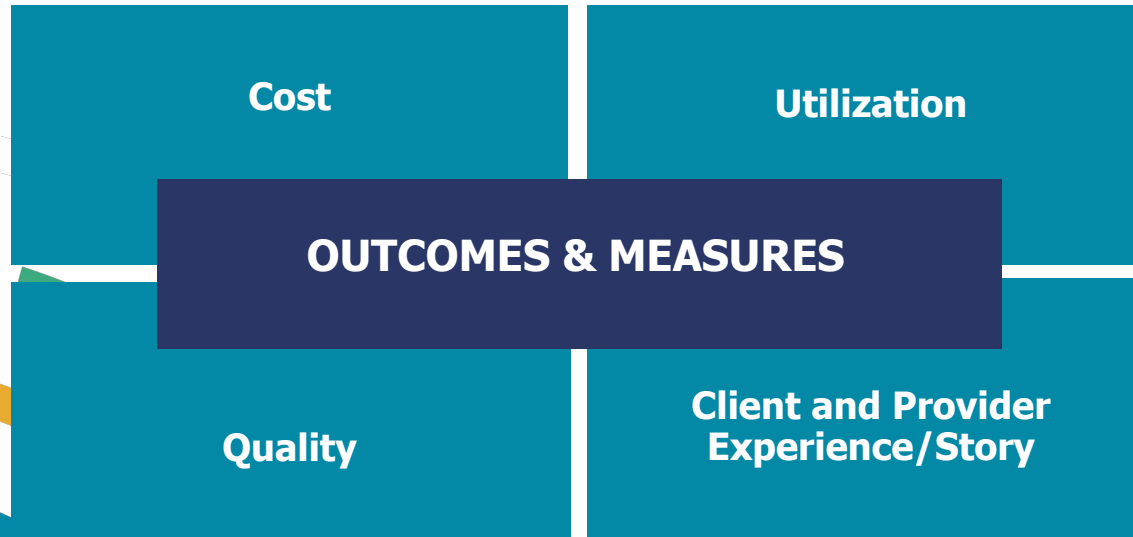 Cost
Utilization
OUTCOMES & MEASURES
Quality
Client and Provider
Experience/Story